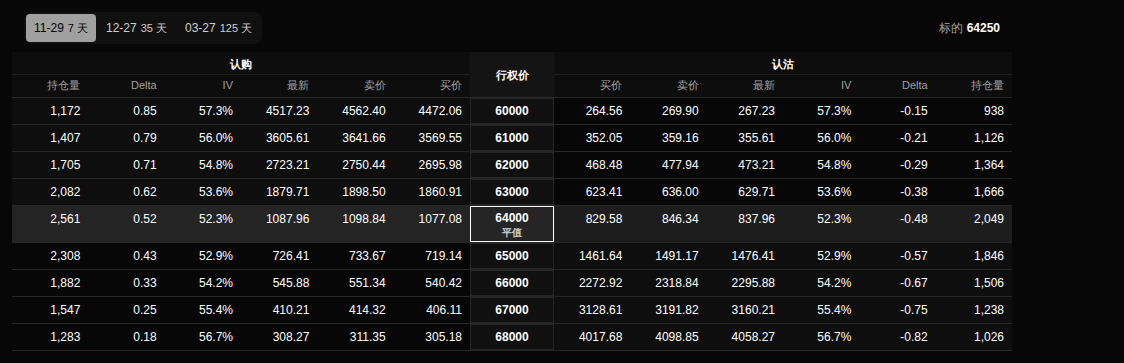 11-29 7 天 12-27 35 天 03-27 125 天 标的 64250
认购 行权价 认沽
持仓量 Delta IV 最新 卖价 买价 买价 卖价 最新 IV Delta 持仓量
1,172 0.85 57.3% 4517.23 4562.40 4472.06 60000 264.56 269.90 267.23 57.3% -0.15 938
1,407 0.79 56.0% 3605.61 3641.66 3569.55 61000 352.05 359.16 355.61 56.0% -0.21 1,126
1,705 0.71 54.8% 2723.21 2750.44 2695.98 62000 468.48 477.94 473.21 54.8% -0.29 1,364
2,082 0.62 53.6% 1879.71 1898.50 1860.91 63000 623.41 636.00 629.71 53.6% -0.38 1,666
2,561 0.52 52.3% 1087.96 1098.84 1077.08 64000 829.58 846.34 837.96 52.3% -0.48 2,049
平值
2,308 0.43 52.9% 726.41 733.67 719.14 65000 1461.64 1491.17 1476.41 52.9% -0.57 1,846
1,882 0.33 54.2% 545.88 551.34 540.42 66000 2272.92 2318.84 2295.88 54.2% -0.67 1,506
1,547 0.25 55.4% 410.21 414.32 406.11 67000 3128.61 3191.82 3160.21 55.4% -0.75 1,238
1,283 0.18 56.7% 308.27 311.35 305.18 68000 4017.68 4098.85 4058.27 56.7% -0.82 1,026